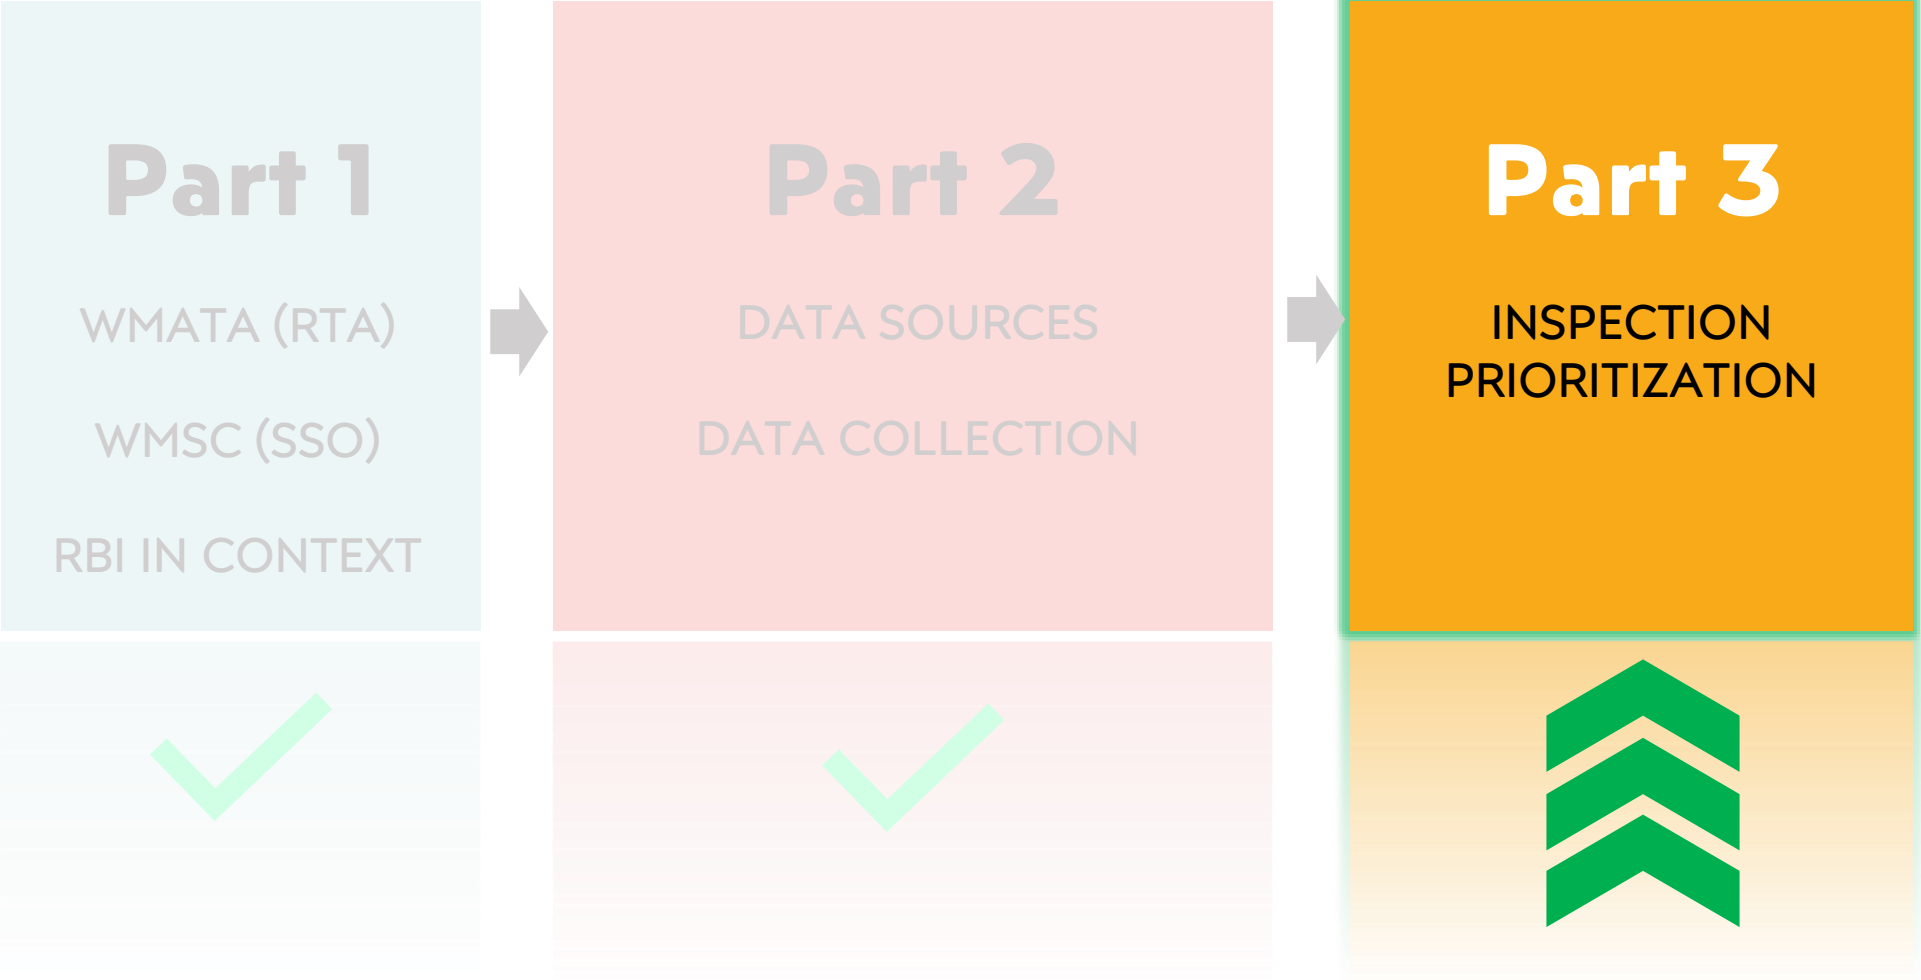 Part 1
WMATA (RTA)
WMSC (SSO)
RBI IN CONTEXT
Part 2
DATA SOURCES
DATA COLLECTION
Part 3
INSPECTION
PRIORITIZATION